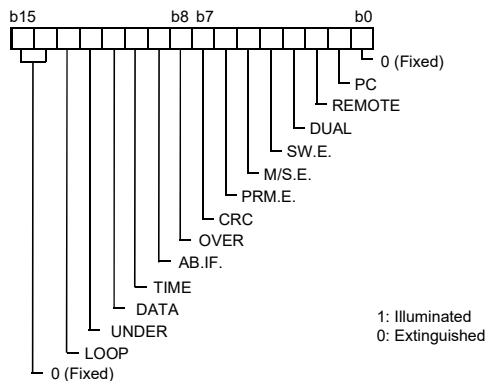 b15 b8 b7 b0
0 (Fixed)
PC
REMOTE
DUAL
SW.E.
M/S.E.
PRM.E.
CRC
OVER
AB.IF.
TIME
DATA
UNDER
LOOP
0 (Fixed)
1: Illuminated
0: Extinguished